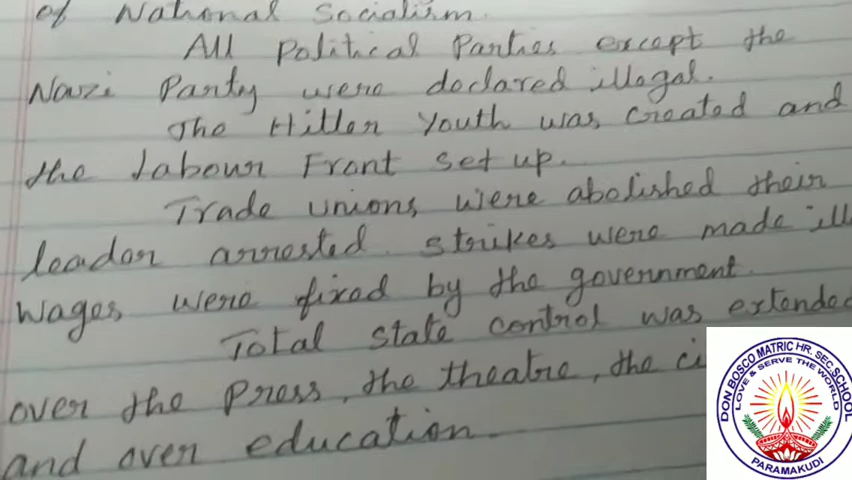 of National Socialism.
All Political Parties except the
Nazi Party were declared illegal.
The Hitler Youth was created and
the Labour Front set up.
Trade unions were abolished their
leader arrested. Strikes were made ill
Wages were fixed by the government.
Total state control was extended
over the Press, the theatre, the ci
and over education.
DON BOSCO MATRIC HR. SEC. SCHOOL
LOVE & SERVE THE WORLD
PARAMAKUDI